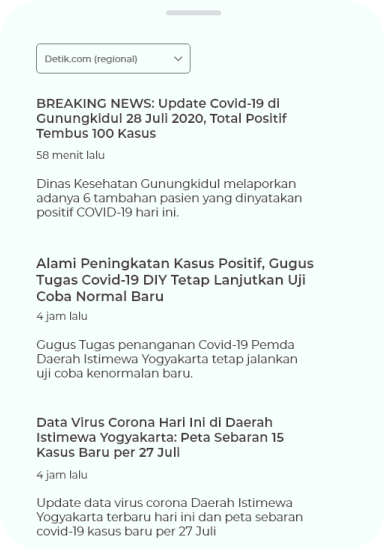 Detik.com (regional)
BREAKING NEWS: Update Covid-19 di
Gunungkidul 28 Juli 2020, Total Positif
Tembus 100 Kasus
58 menit lalu
Dinas Kesehatan Gunungkidul melaporkan
adanya 6 tambahan pasien yang dinyatakan
positif COVID-19 hari ini.
Alami Peningkatan Kasus Positif, Gugus
Tugas Covid-19 DIY Tetap Lanjutkan Uji
Coba Normal Baru
4 jam lalu
Gugus Tugas penanganan Covid-19 Pemda
Daerah Istimewa Yogyakarta tetap jalankan
uji coba kenormalan baru.
Data Virus Corona Hari Ini di Daerah
Istimewa Yogyakarta: Peta Sebaran 15
Kasus Baru per 27 Juli
4 jam lalu
Update data virus corona Daerah Istimewa
Yogyakarta terbaru hari ini dan peta sebaran
covid-19 kasus baru per 27 Juli